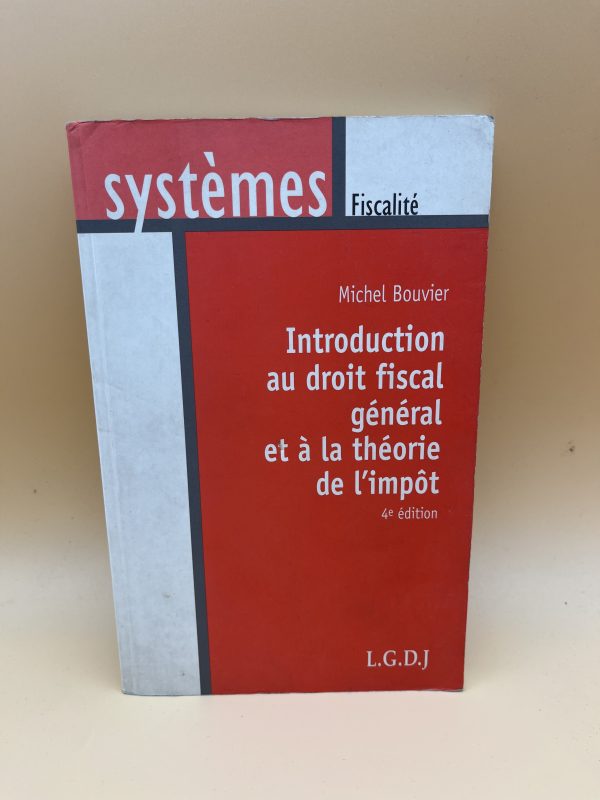 systèmes
Fiscalité
Michel Bouvier
Introduction
au droit fiscal
général
et à la théorie
de l'impôt
4e édition
L.G.D.J